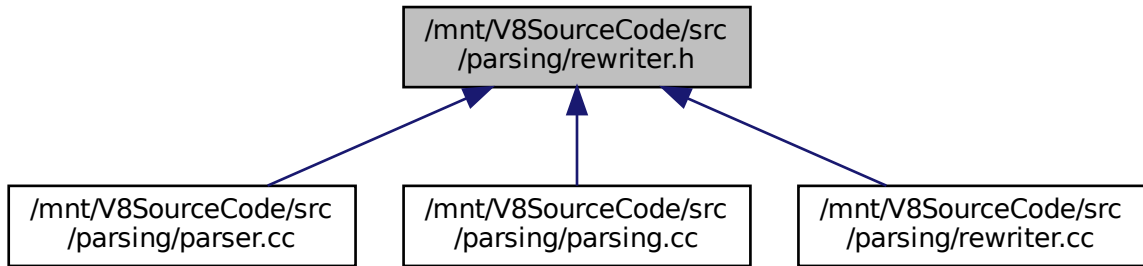 /mnt/V8SourceCode/src
/parsing/rewriter.h
/mnt/V8SourceCode/src
/parsing/parser.cc
/mnt/V8SourceCode/src
/parsing/parsing.cc
/mnt/V8SourceCode/src
/parsing/rewriter.cc